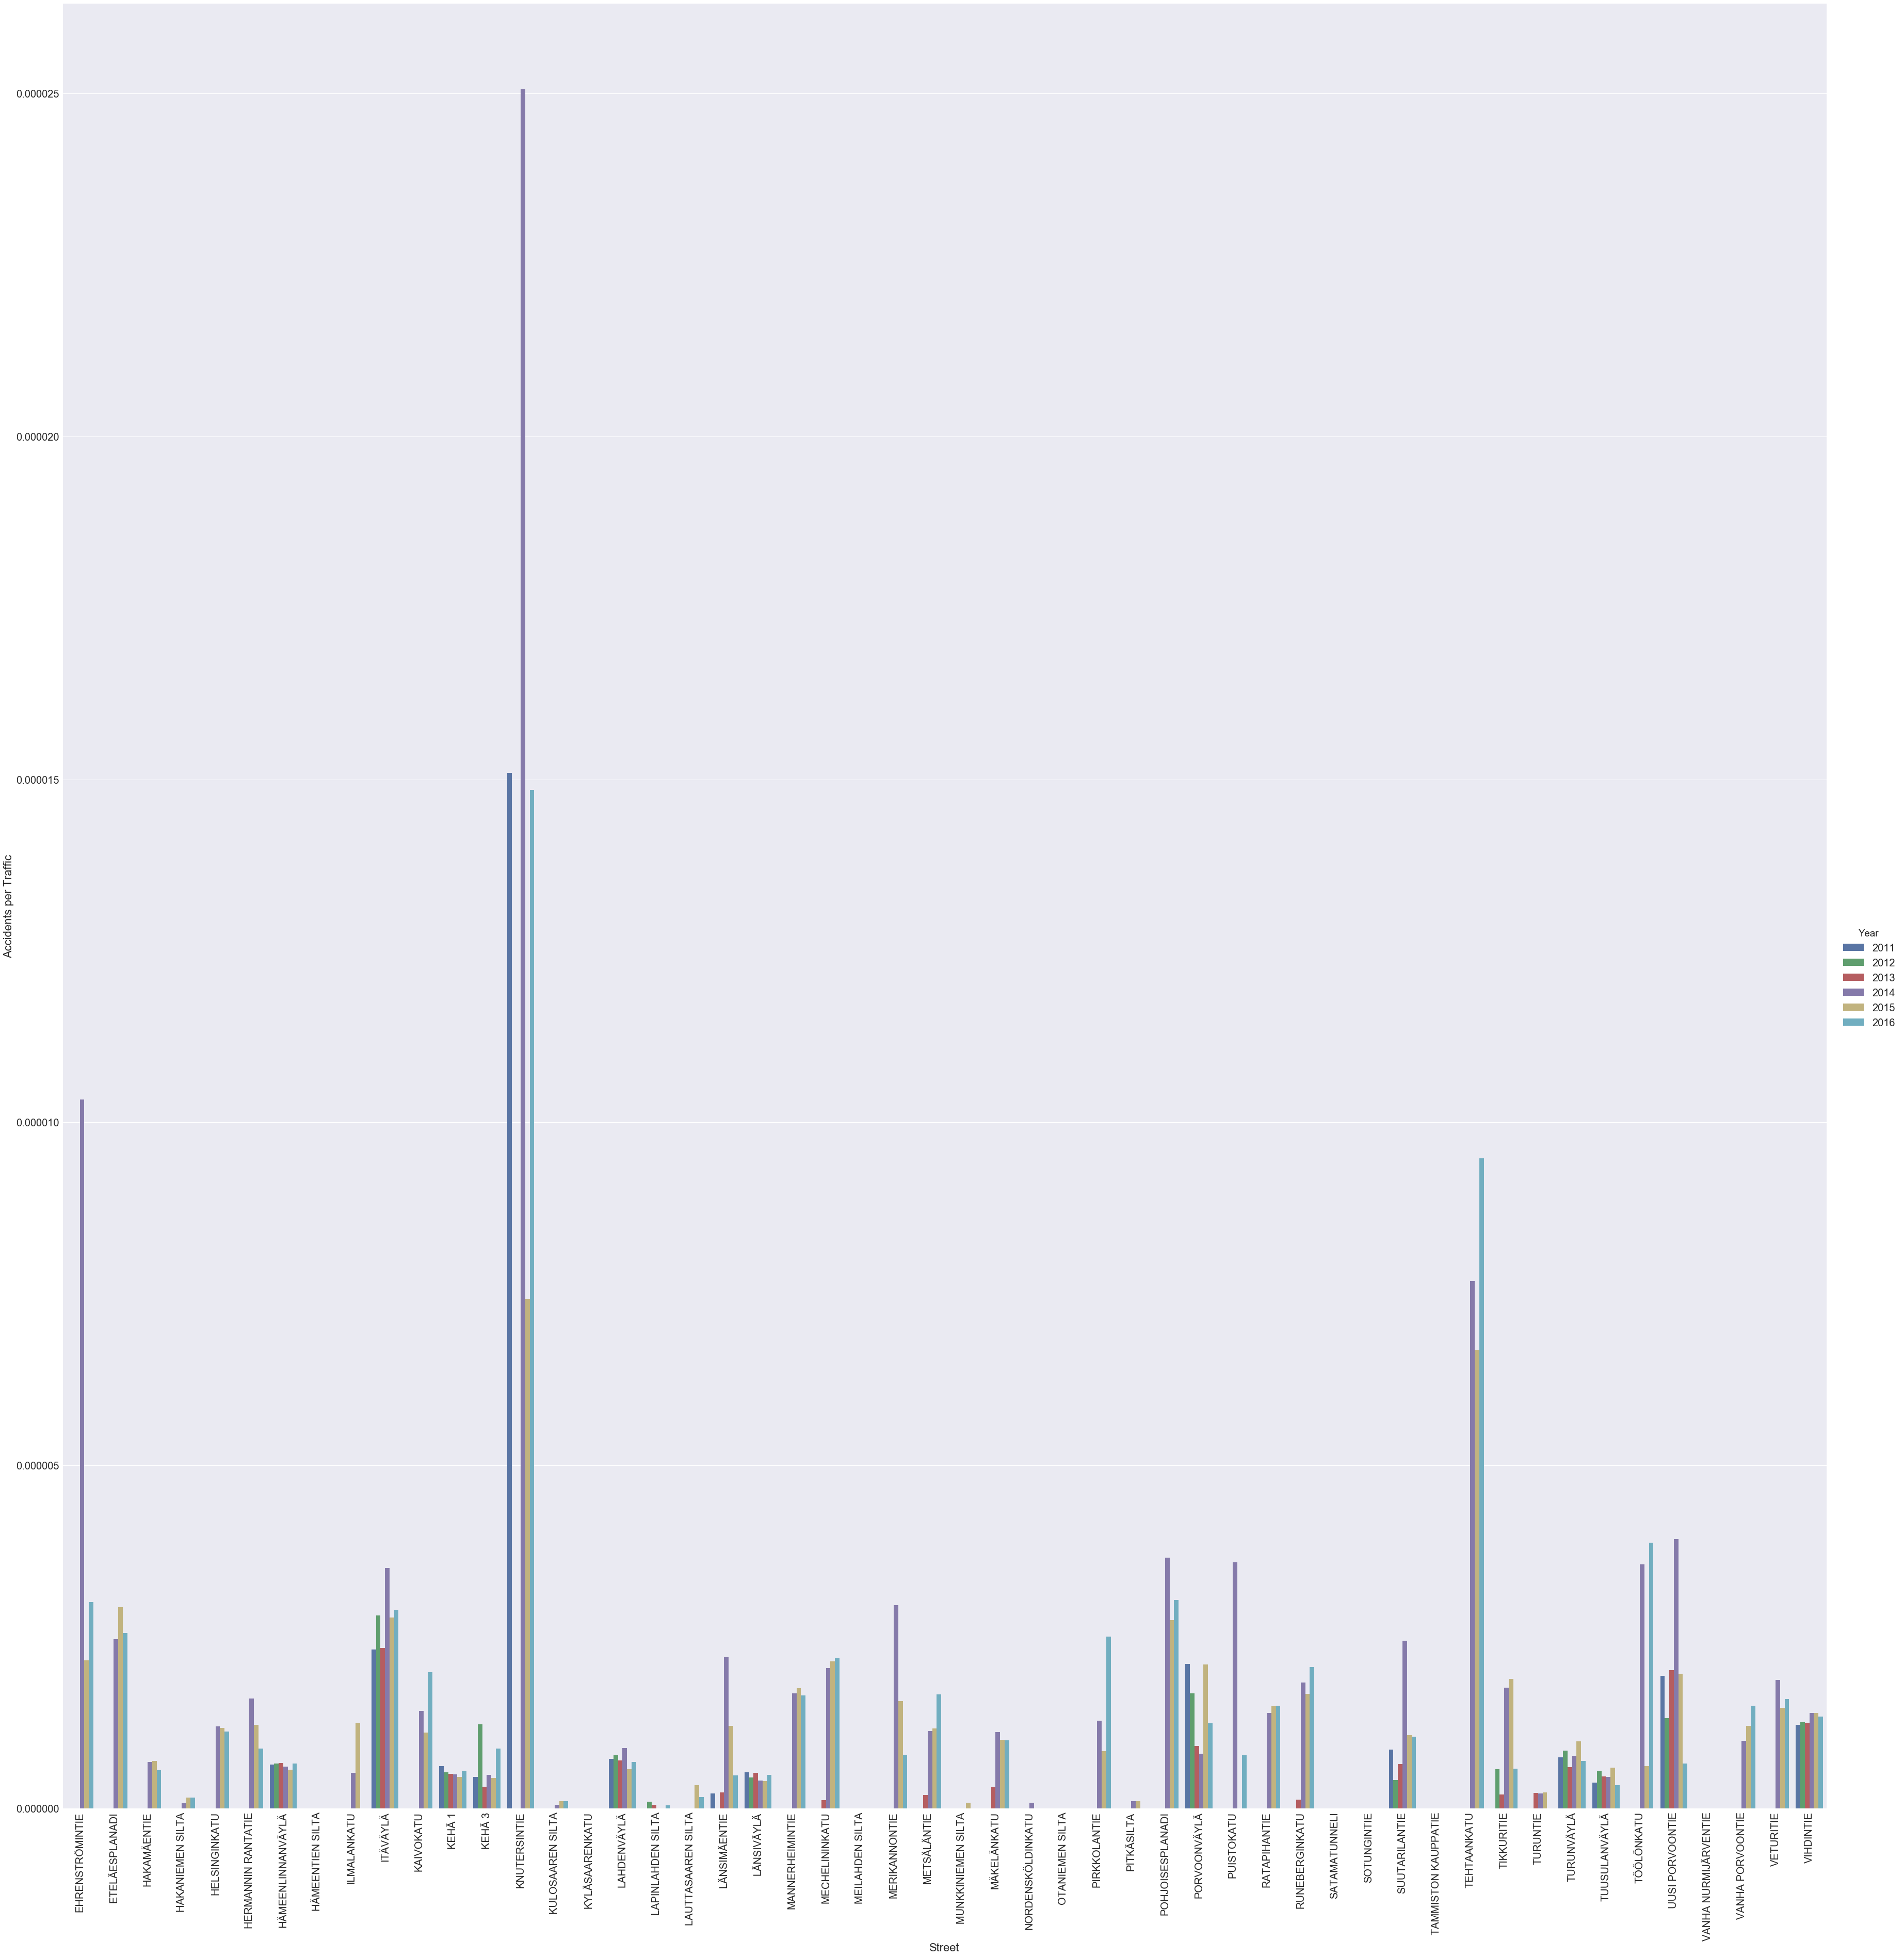 0.000025
0.000020
0.000015
0.000010
0.000005
0.000000
Accidents per Traffic
EHRENSTRÖMINTIE
ETELÄESPLANADI
HAKAMÄENTIE
HAKANIEMEN SILTA
HELSINGINKATU
HERMANNIN RANTATIE
HÄMEENLINNANVÄYLÄ
HÄMEENTIEN SILTA
ILMALANKATU
ITÄVÄYLÄ
KAIVOKATU
KEHÄ 1
KEHÄ 3
KNUTERSINTIE
KULOSAAREN SILTA
KYLÄSAARENKATU
LAHDENVÄYLÄ
LAPINLAHDEN SILTA
LAUTTASAAREN SILTA
LÄNSIMÄENTIE
LÄNSIVÄYLÄ
MANNERHEIMINTIE
MECHELININKATU
MEILAHDEN SILTA
MERIKANNONTIE
METSÄLÄNTIE
MUNKKINIEMEN SILTA
MÄKELÄNKATU
NORDENSKÖLDINKATU
OTANIEMEN SILTA
PIRKKOLANTIE
PITKÄSILTA
POHJOISESPLANADI
PORVOONVÄYLÄ
PUISTOKATU
RATAPIHANTIE
RUNEBERGINKATU
SATAMATUNNELI
SOTUNGINTIE
SUUTARILANTIE
TAMMISTON KAUPPATIE
TEHTAANKATU
TIKKURITIE
TURUNTIE
TURUNVÄYLÄ
TUUSULANVÄYLÄ
TÖÖLÖNKATU
UUSI PORVOONTIE
VANHA NURMIJÄRVENTIE
VANHA PORVOONTIE
VETURITIE
VIHDINTIE
Street
Year
2011
2012
2013
2014
2015
2016